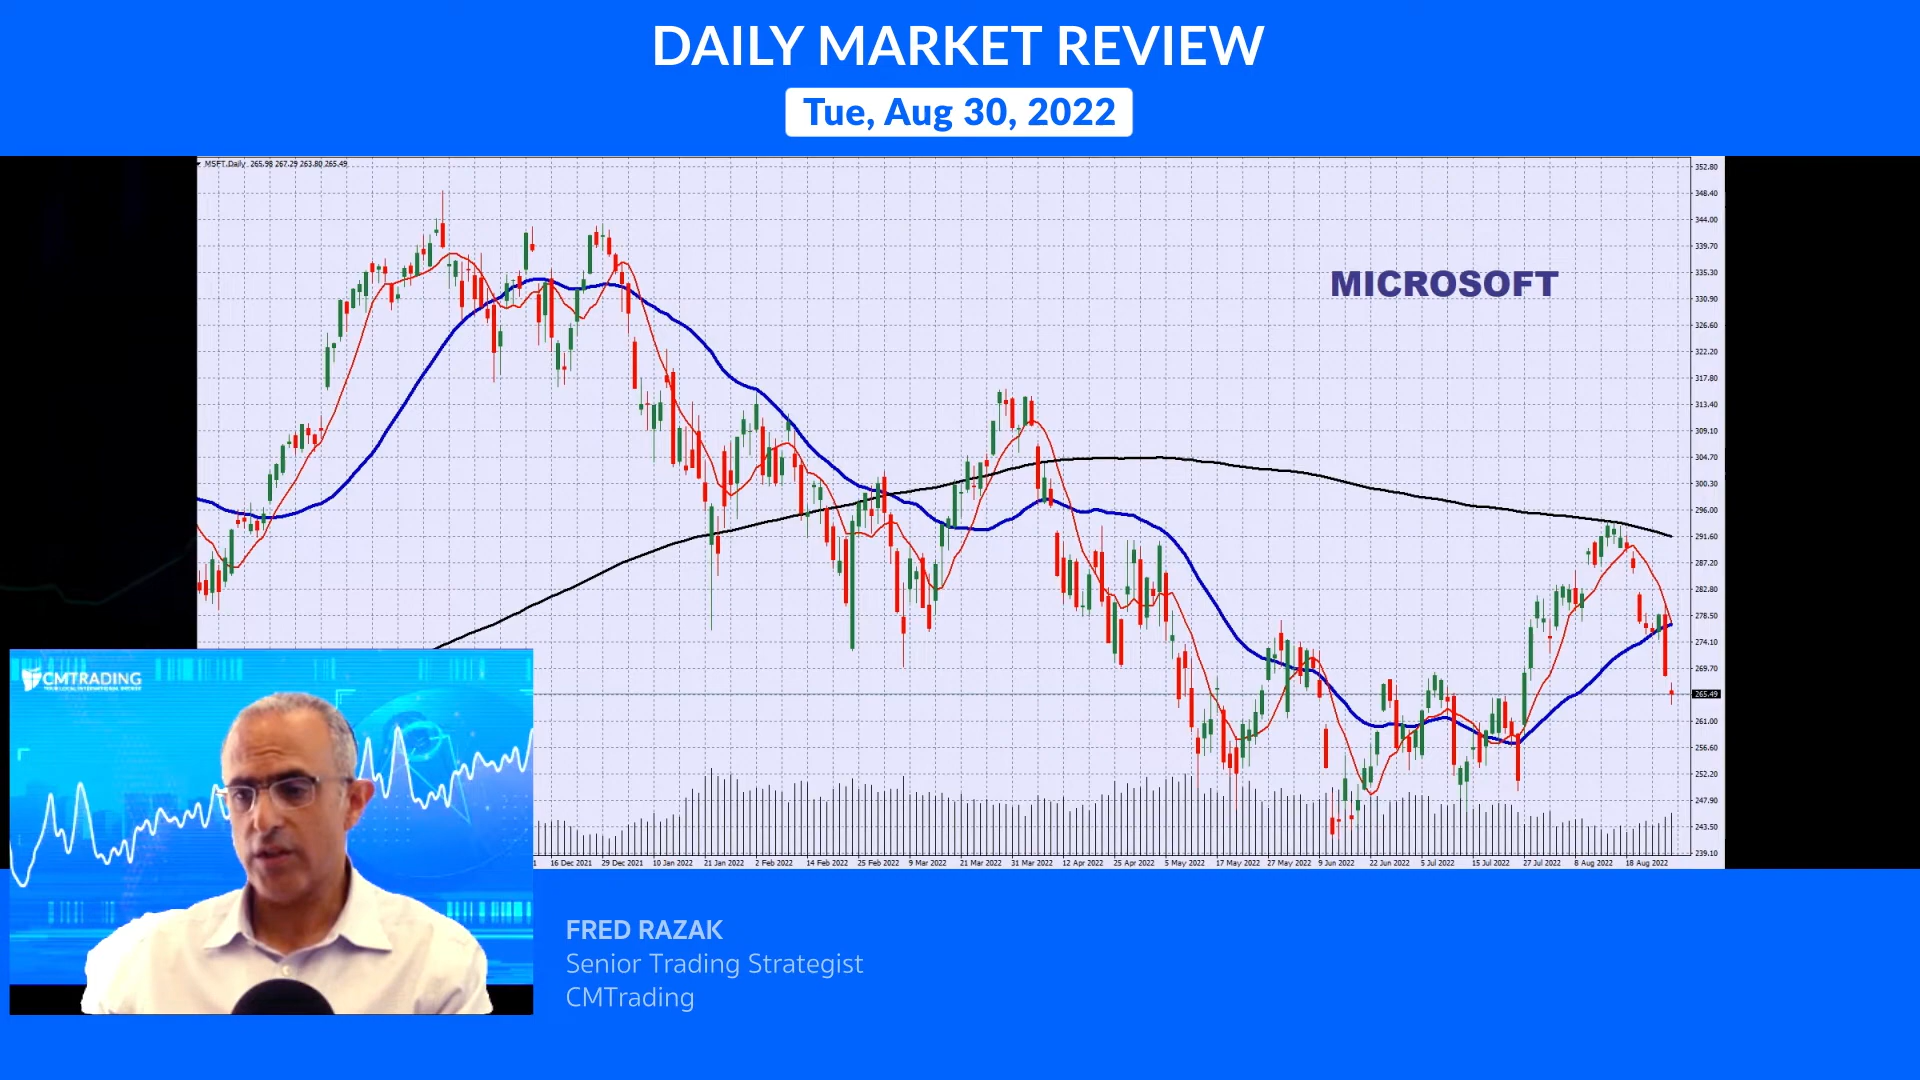 DAILY MARKET REVIEW
Tue, Aug 30, 2022
MSFT,Daily 265.98 267.29 263.80 265.49
352.80
348.40
344.00
339.70
335.30
MICROSOFT
330.90
326.60
322.20
317.80
313.40
309.10
304.70
300.30
296.00
291.60
287.20
282.80
278.50
274.10
269.70
265.49
261.00
256.60
252.20
247.90
243.50
239.10
16 Dec 2021 29 Dec 2021 10 Jan 2022 21 Jan 2022 2 Feb 2022 14 Feb 2022 25 Feb 2022 9 Mar 2022 21 Mar 2022 31 Mar 2022 12 Apr 2022 25 Apr 2022 5 May 2022 17 May 2022 27 May 2022 9 Jun 2022 22 Jun 2022 5 Jul 2022 15 Jul 2022 27 Jul 2022 8 Aug 2022 18 Aug 2022
CMTRADING
YOUR LOCAL INTERNATIONAL BROKER
FRED RAZAK
Senior Trading Strategist
CMTrading